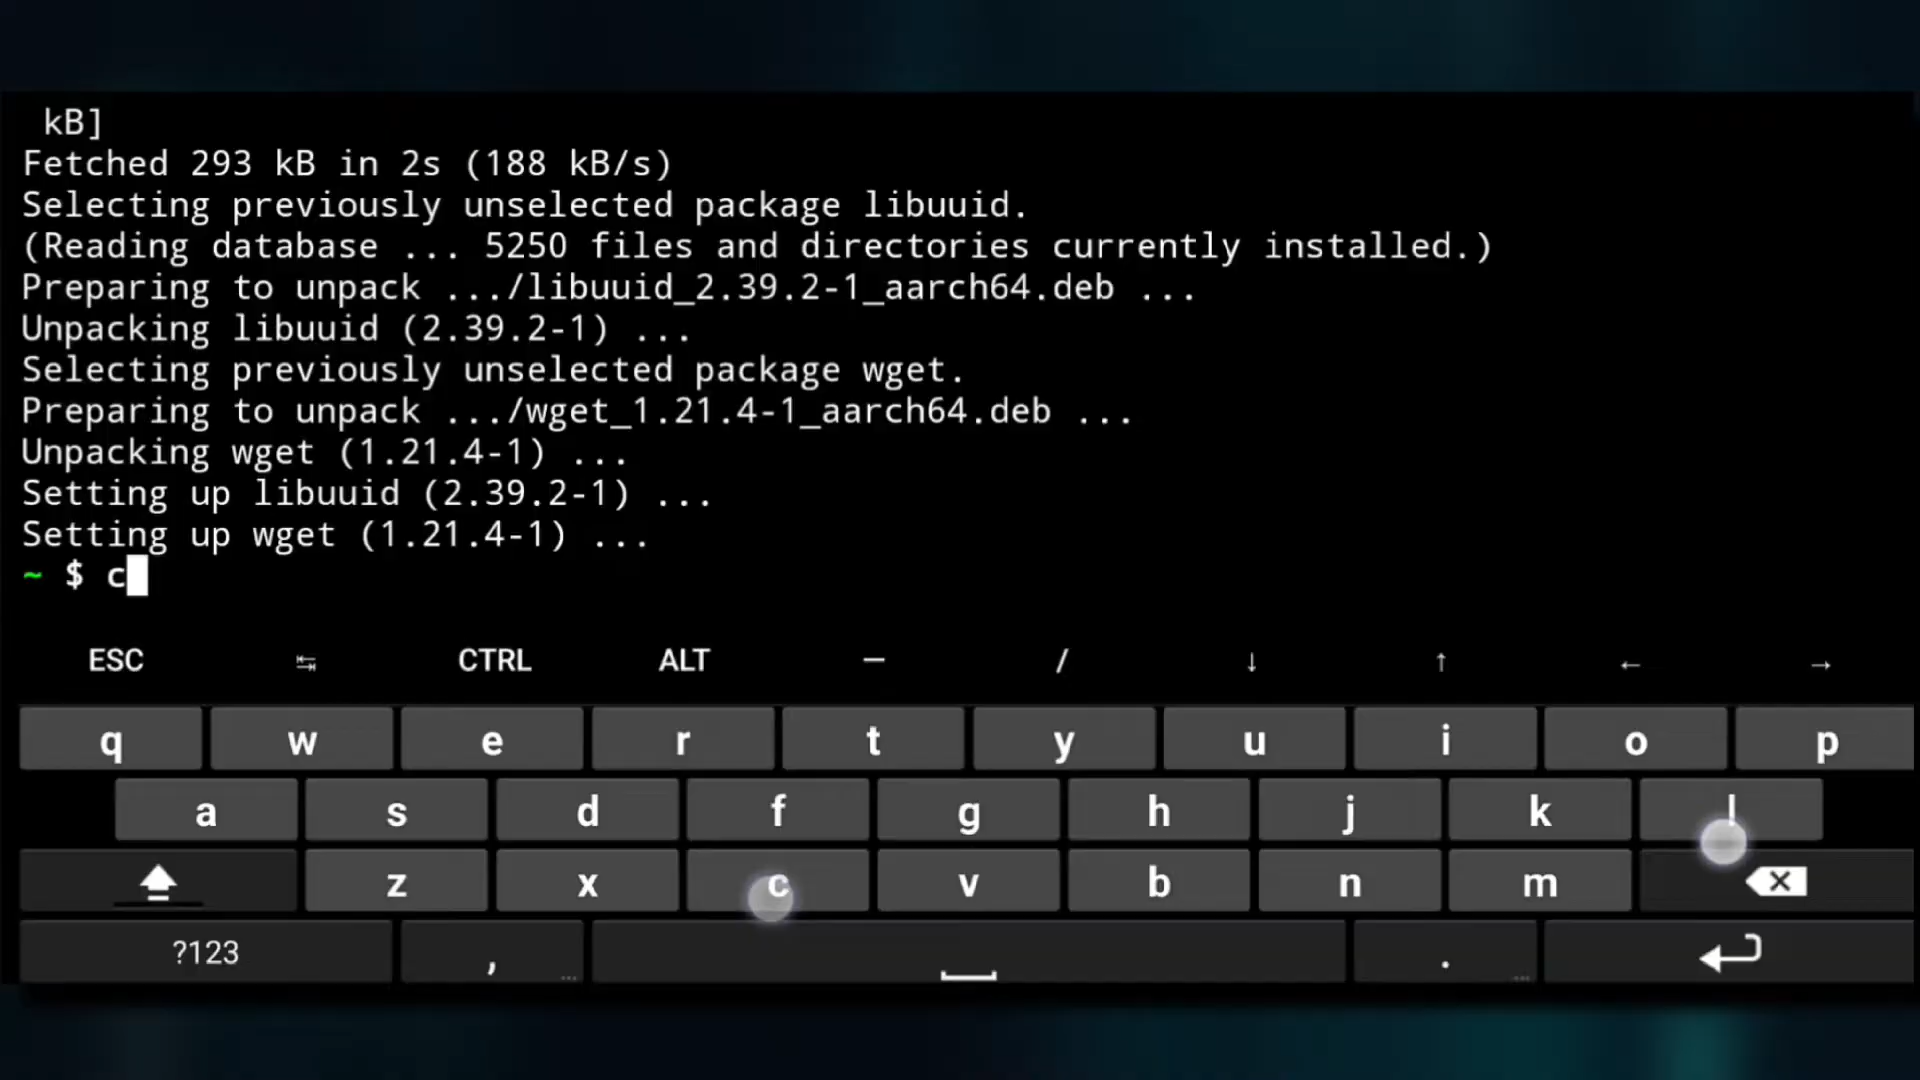 kB]
Fetched 293 kB in 2s (188 kB/s)
Selecting previously unselected package libuuid.
(Reading database ... 5250 files and directories currently installed.)
Preparing to unpack .../libuuid_2.39.2-1_aarch64.deb ...
Unpacking libuuid (2.39.2-1) ...
Selecting previously unselected package wget.
Preparing to unpack .../wget_1.21.4-1_aarch64.deb ...
Unpacking wget (1.21.4-1) ...
Setting up libuuid (2.39.2-1) ...
Setting up wget (1.21.4-1) ...
~ $ c
ESC ↹ CTRL ALT — / ↓ ↑ ← →
q w e r t y u i o p
a s d f g h j k l
z x c v b n m
?123 , ... . ...